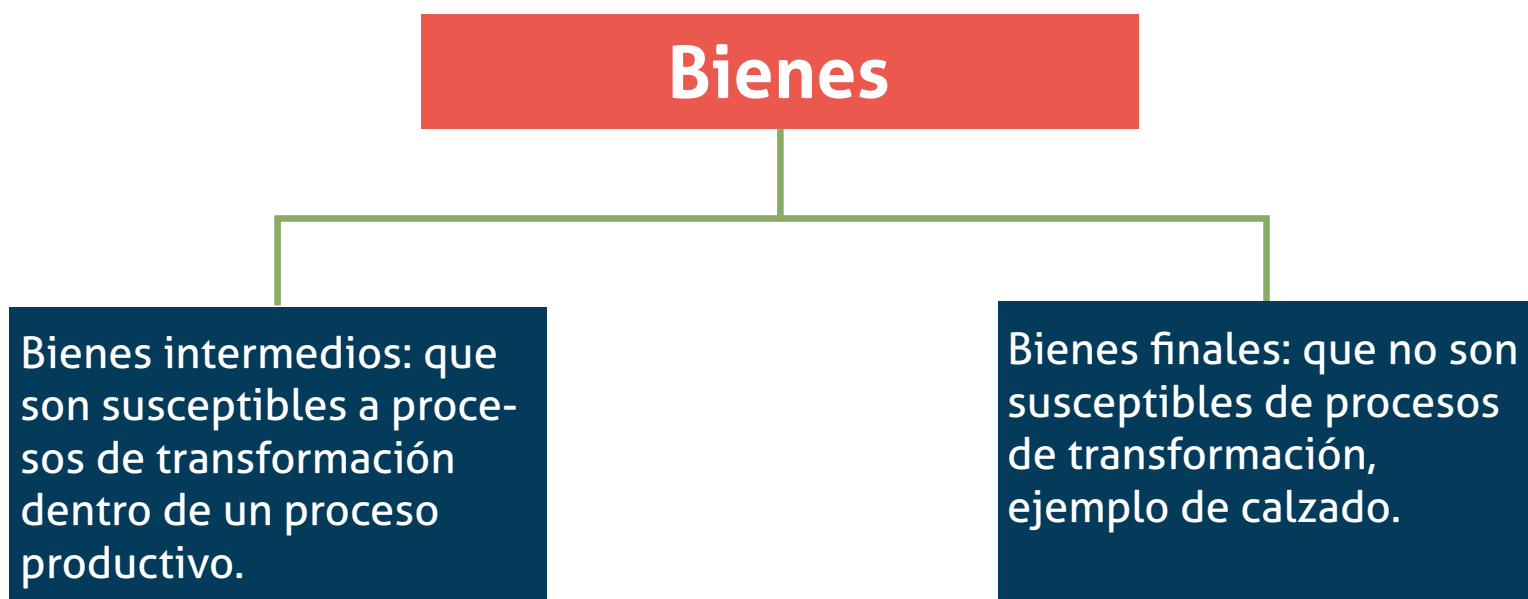 Bienes
Bienes intermedios: que
son susceptibles a proce-
sos de transformación
dentro de un proceso
productivo.
Bienes finales: que no son
susceptibles de procesos
de transformación,
ejemplo de calzado.